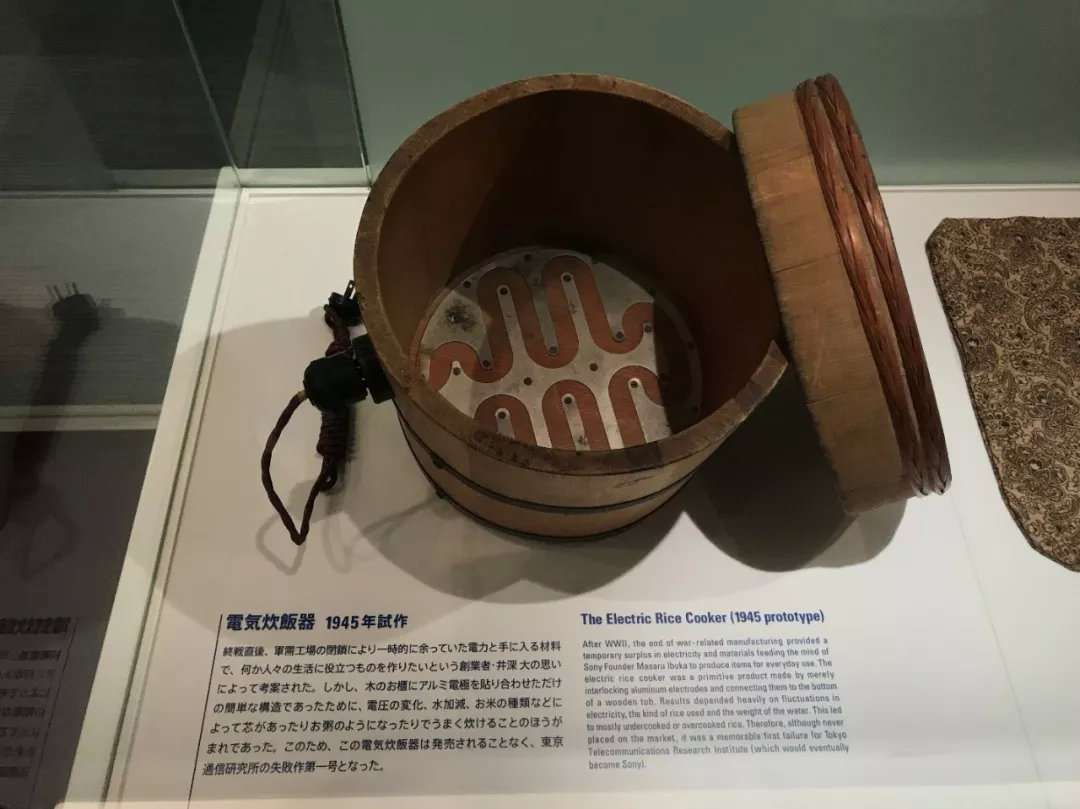 電気炊飯器 1945年試作
終戦直後、軍需工場の閉鎖により一時的に余っていた電力と手に入る材料
で、何か人々の生活に役立つものを作りたいという創業者・井深 大の思い
によって考案された。しかし、木のお櫃にアルミ電極を貼り合わせただけ
の簡単な構造であったために、電圧の変化、水加減、お米の種類などに
よって芯があったりお粥のようになったりでうまく炊けることのほうが
まれであった。このため、この電気炊飯器は発売されることなく、東京
通信研究所の失敗作第一号となった。
The Electric Rice Cooker (1945 prototype)
After WWII, the end of war-related manufacturing provided a
temporary surplus in electricity and materials feeding the mind of
Sony Founder Masaru Ibuka to produce items for everyday use. The
electric rice cooker was a primitive product made by merely
interlocking aluminum electrodes and connecting them to the bottom
of a wooden tub. Results depended heavily on fluctuations in
electricity, the kind of rice used and the weight of the water. This led
to mostly undercooked or overcooked rice. Therefore, although never
placed on the market, it was a memorable first failure for Tokyo
Telecommunications Research Institute (which would eventually
become Sony).